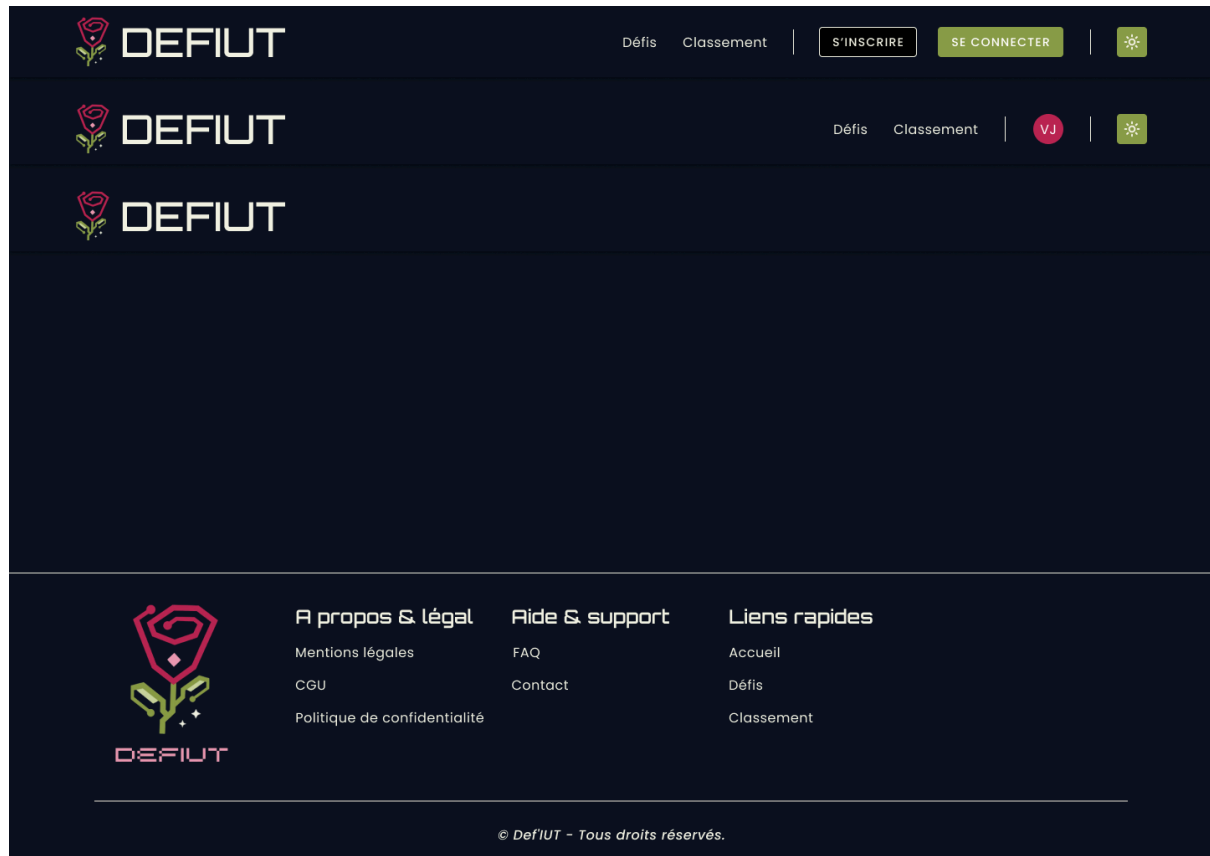 DEFIUT
Défis Classement S'INSCRIRE SE CONNECTER
DEFIUT
Défis Classement VJ
DEFIUT
A propos & légal
Mentions légales
CGU
Politique de confidentialité
Aide & support
FAQ
Contact
Liens rapides
Accueil
Défis
Classement
DEFIUT
© Def'IUT - Tous droits réservés.